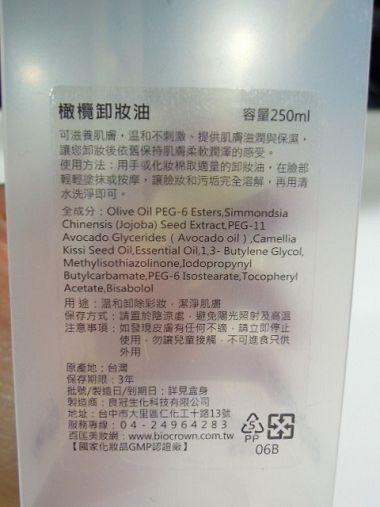 橄欖卸妝油 容量250ml
可滋養肌膚，溫和不刺激、提供肌膚滋潤與保濕，
讓您卸妝後依舊保持肌膚柔軟潤澤的感受。
使用方法：用手或化妝棉取適量的卸妝油，在臉部
輕輕塗抹或按摩，讓臉妝和污垢完全溶解，再用清
水洗淨即可。
全成分：Olive Oil PEG-6 Esters,Simmondsia
Chinensis (Jojoba) Seed Extract,PEG-11
Avocado Glycerides ( Avocado oil ) ,Camellia
Kissi Seed Oil,Essential Oil,1,3- Butylene Glycol,
Methylisothiazolinone,Iodopropynyl
Butylcarbamate,PEG-6 Isostearate,Tocopheryl
Acetate,Bisabolol
用 途：溫和卸除彩妝，潔淨肌膚
保存方式：請置於陰涼處，避免陽光照射及高溫
注意事項：如發現皮膚有任何不適，請立即停止
使用，勿讓兒童接觸，不可進食只供
外用
原產地：台灣
保存期限：3年
批號/製造日/到期日：詳見盒身
製造商：良冠生化科技有限公司
地址：台中市大里區仁化工十路13號
服務專線：04-24964283
百匡美妝網：www.biocrown.com.tw
【國家化妝品GMP認證廠】
5
PP
06B